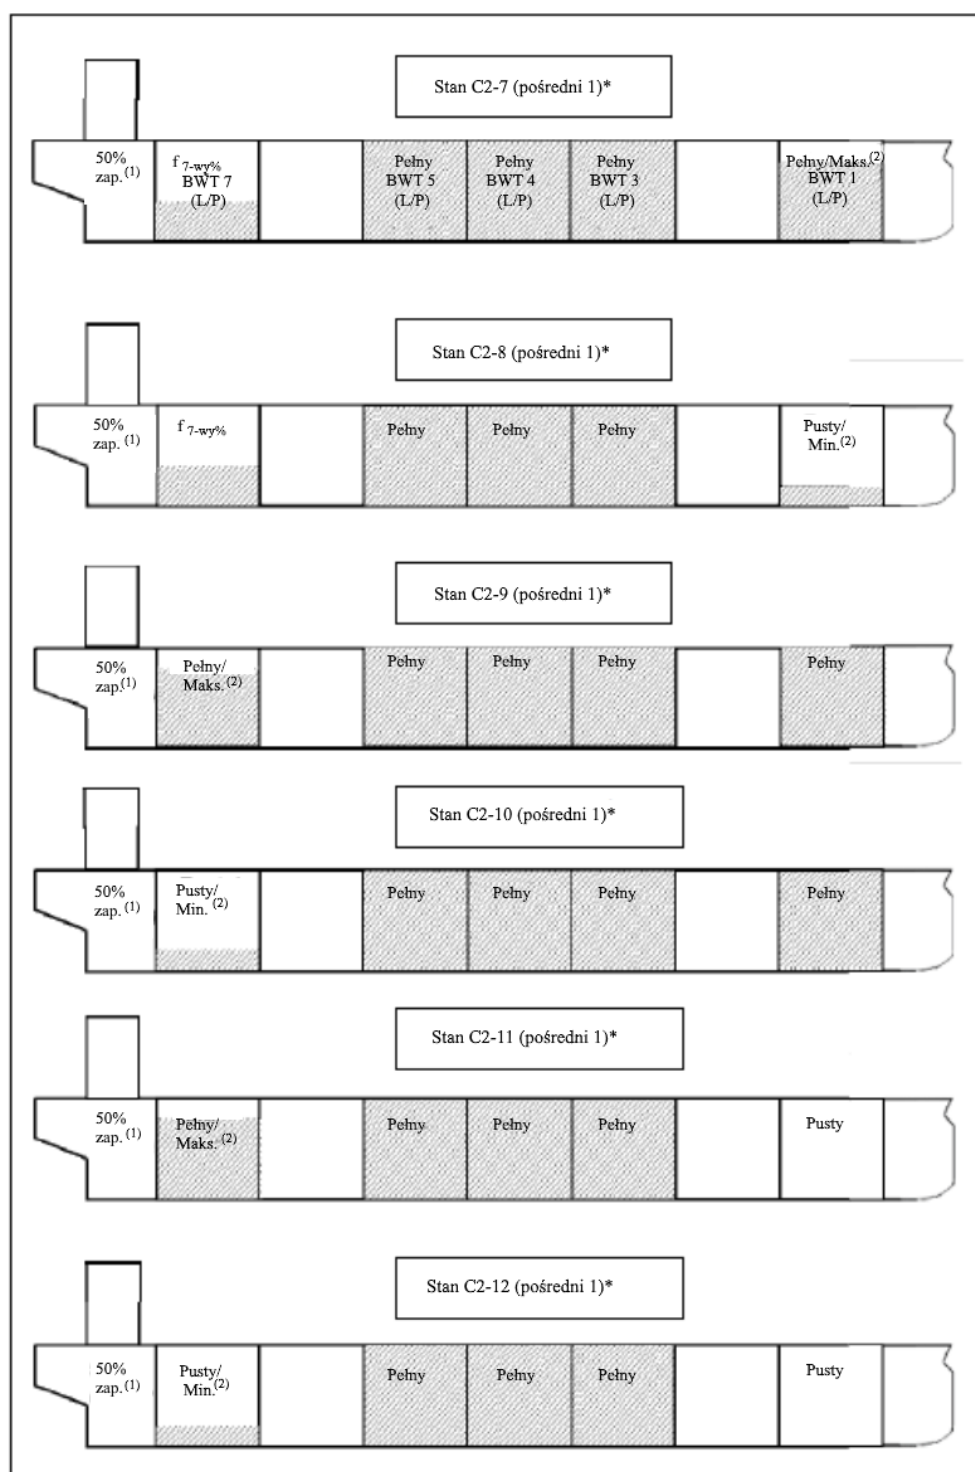 Stan C2-7 (pośredni 1)*
50%
zap.(1)
f 7-wy%
BWT 7
(L/P)
Pełny
BWT 5
(L/P)
Pełny
BWT 4
(L/P)
Pełny
BWT 3
(L/P)
Pełny/Maks.(2)
BWT 1
(L/P)
Stan C2-8 (pośredni 1)*
50%
zap.(1)
f 7-wy%
Pełny
Pełny
Pełny
Pusty/
Min.(2)
Stan C2-9 (pośredni 1)*
50%
zap.(1)
Pełny/
Maks.(2)
Pełny
Pełny
Pełny
Pełny
Stan C2-10 (pośredni 1)*
50%
zap.(1)
Pusty/
Min.(2)
Pełny
Pełny
Pełny
Pełny
Stan C2-11 (pośredni 1)*
50%
zap.(1)
Pełny/
Maks.(2)
Pełny
Pełny
Pełny
Pusty
Stan C2-12 (pośredni 1)*
50%
zap.(1)
Pusty/
Min.(2)
Pełny
Pełny
Pełny
Pusty